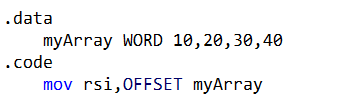 .data
    myArray WORD 10,20,30,40
.code
    mov rsi,OFFSET myArray